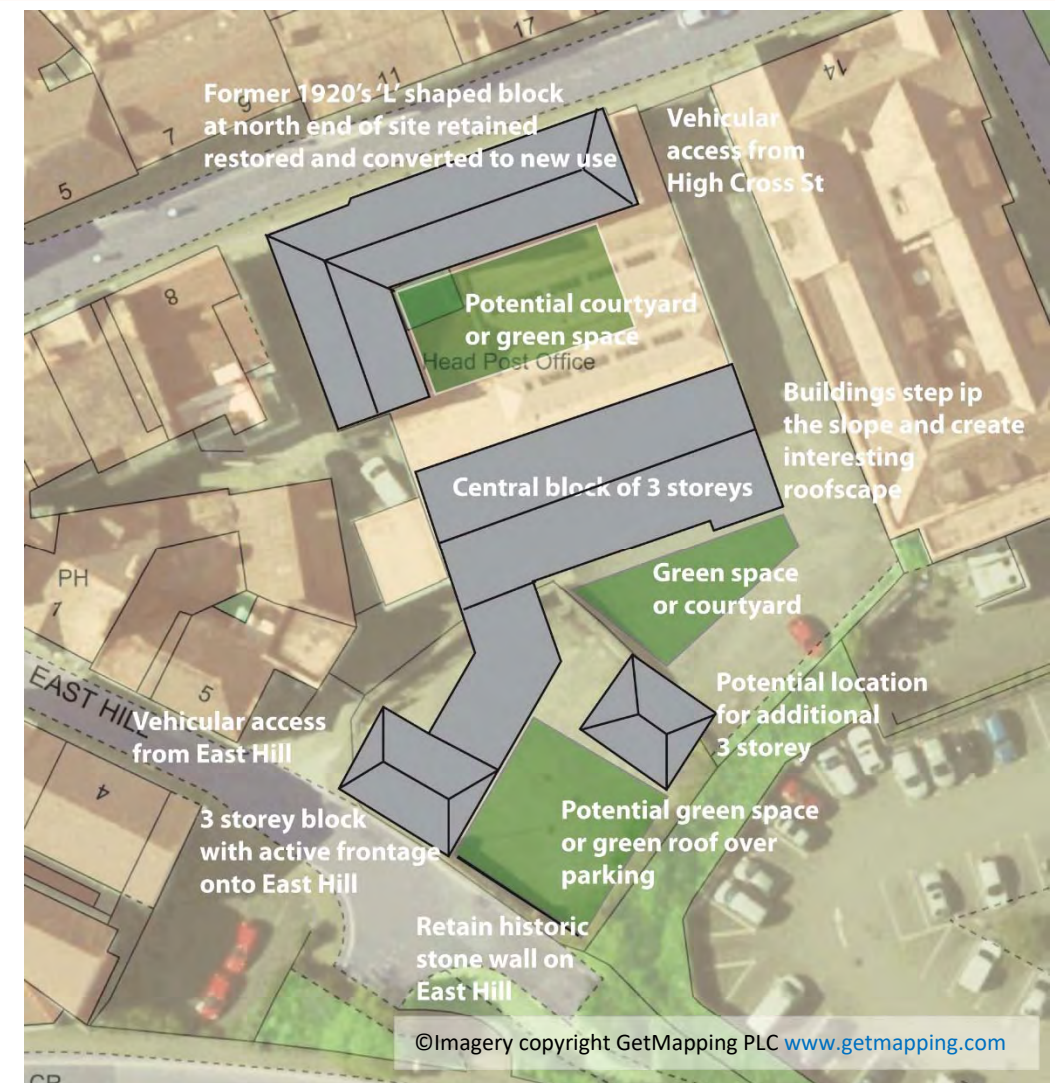 17
11
9
7
5
Former 1920's 'L' shaped block
at north end of site retained
restored and converted to new use
14
Vehicular
access from
High Cross St
8
Potential courtyard
or green space
Head Post Office
Buildings step ip
the slope and create
interesting
roofscape
Central block of 3 storeys
PH
1
Green space
or courtyard
5
EAST HILL
Vehicular access
from East Hill
Potential location
for additional
3 storey
4
3 storey block
with active frontage
onto East Hill
Potential green space
or green roof over
parking
Retain historic
stone wall on
East Hill
©Imagery copyright GetMapping PLC www.getmapping.com